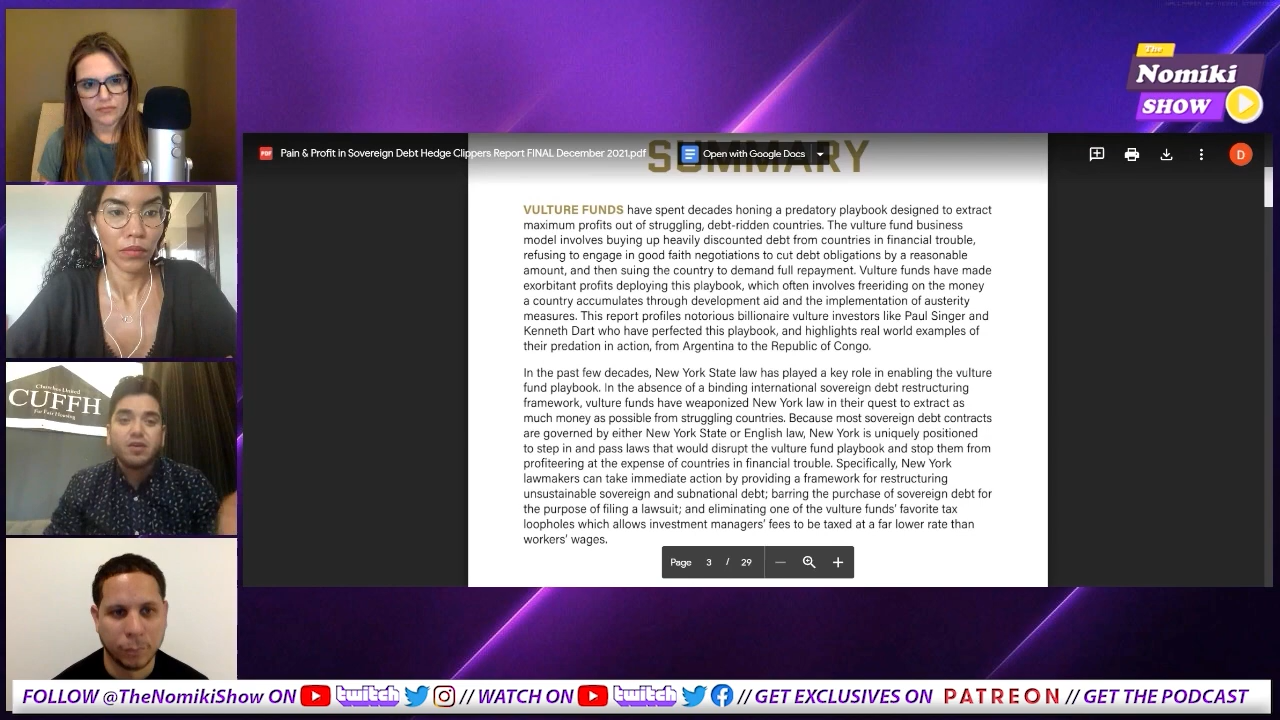 The
Nomiki
SHOW
PDF Pain & Profit in Sovereign Debt Hedge Clippers Report FINAL December 2021.pdf
Open with Google Docs
D
SUMMARY
VULTURE FUNDS have spent decades honing a predatory playbook designed to extract
maximum profits out of struggling, debt-ridden countries. The vulture fund business
model involves buying up heavily discounted debt from countries in financial trouble,
refusing to engage in good faith negotiations to cut debt obligations by a reasonable
amount, and then suing the country to demand full repayment. Vulture funds have made
exorbitant profits deploying this playbook, which often involves freeriding on the money
a country accumulates through development aid and the implementation of austerity
measures. This report profiles notorious billionaire vulture investors like Paul Singer and
Kenneth Dart who have perfected this playbook, and highlights real world examples of
their predation in action, from Argentina to the Republic of Congo.
In the past few decades, New York State law has played a key role in enabling the vulture
fund playbook. In the absence of a binding international sovereign debt restructuring
framework, vulture funds have weaponized New York law in their quest to extract as
much money as possible from struggling countries. Because most sovereign debt contracts
are governed by either New York State or English law, New York is uniquely positioned
to step in and pass laws that would disrupt the vulture fund playbook and stop them from
profiteering at the expense of countries in financial trouble. Specifically, New York
lawmakers can take immediate action by providing a framework for restructuring
unsustainable sovereign and subnational debt; barring the purchase of sovereign debt for
the purpose of filing a lawsuit; and eliminating one of the vulture funds' favorite tax
loopholes which allows investment managers' fees to be taxed at a far lower rate than
workers' wages.
Page 3 / 29
Churches United
CUFFH
For Fair Housing
FOLLOW @TheNomikiShow ON twitch // WATCH ON twitch // GET EXCLUSIVES ON PATREON // GET THE PODCAST